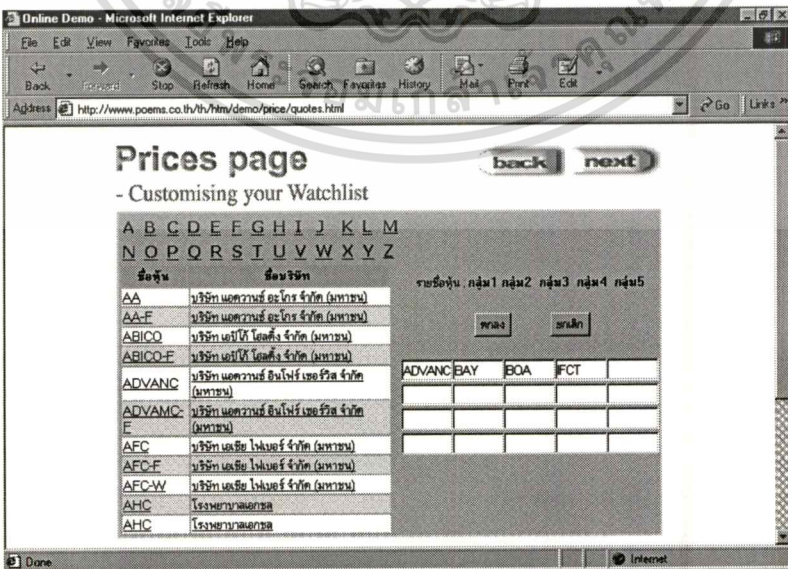 Online Demo - Microsoft Internet Explorer
File Edit View Favorites Tools Help
Back Forward Stop Refresh Home Search Favorites History Mail Print Edit
Address http://www.poems.co.th/th/htm/demo/price/quotes.html Go Links »
Prices page back next
- Customising your Watchlist
A B C D E F G H I J K L M
N O P Q R S T U V W X Y Z
ชื่อหุ้น ชื่อบริษัท
รายชื่อหุ้น : กลุ่ม1 กลุ่ม2 กลุ่ม3 กลุ่ม4 กลุ่ม5
ตกลง ยกเลิก
AA บริษัท แอดวานซ์ อะโกร จำกัด (มหาชน)
AA-F บริษัท แอดวานซ์ อะโกร จำกัด (มหาชน)
ABICO บริษัท เอบิโก้ โฮลดิ้ง จำกัด (มหาชน)
ABICO-F บริษัท เอบิโก้ โฮลดิ้ง จำกัด (มหาชน)
ADVANC บริษัท แอดวานซ์ อินโฟร์ เซอร์วิส จำกัด (มหาชน)
ADVAMC-F บริษัท แอดวานซ์ อินโฟร์ เซอร์วิส จำกัด (มหาชน)
AFC บริษัท เอเซีย ไฟเบอร์ จำกัด (มหาชน)
AFC-F บริษัท เอเซีย ไฟเบอร์ จำกัด (มหาชน)
AFC-W บริษัท เอเซีย ไฟเบอร์ จำกัด (มหาชน)
AHC โรงพยาบาลเอกชล
AHC โรงพยาบาลเอกชล
ADVANC BAY BOA IFCT
Done Internet